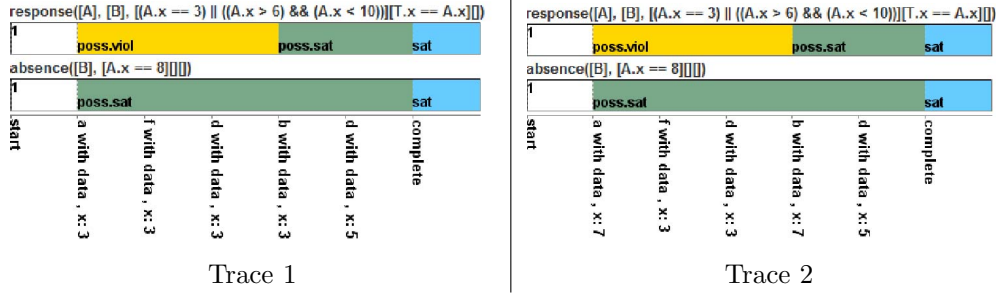 response([A], [B], [(A.x == 3) || ((A.x > 6) && (A.x < 10))][T.x == A.x][])
1
poss.viol
poss.sat
sat
absence([B], [A.x == 8][][])
1
poss.sat
sat
start
a with data , x: 3
f with data , x: 3
d with data , x: 3
b with data , x: 3
d with data , x: 5
complete
Trace 1
response([A], [B], [(A.x == 3) || ((A.x > 6) && (A.x < 10))][T.x == A.x][])
1
poss.viol
poss.sat
sat
absence([B], [A.x == 8][][])
1
poss.sat
sat
start
a with data , x: 7
f with data , x: 3
d with data , x: 3
b with data , x: 7
d with data , x: 5
complete
Trace 2